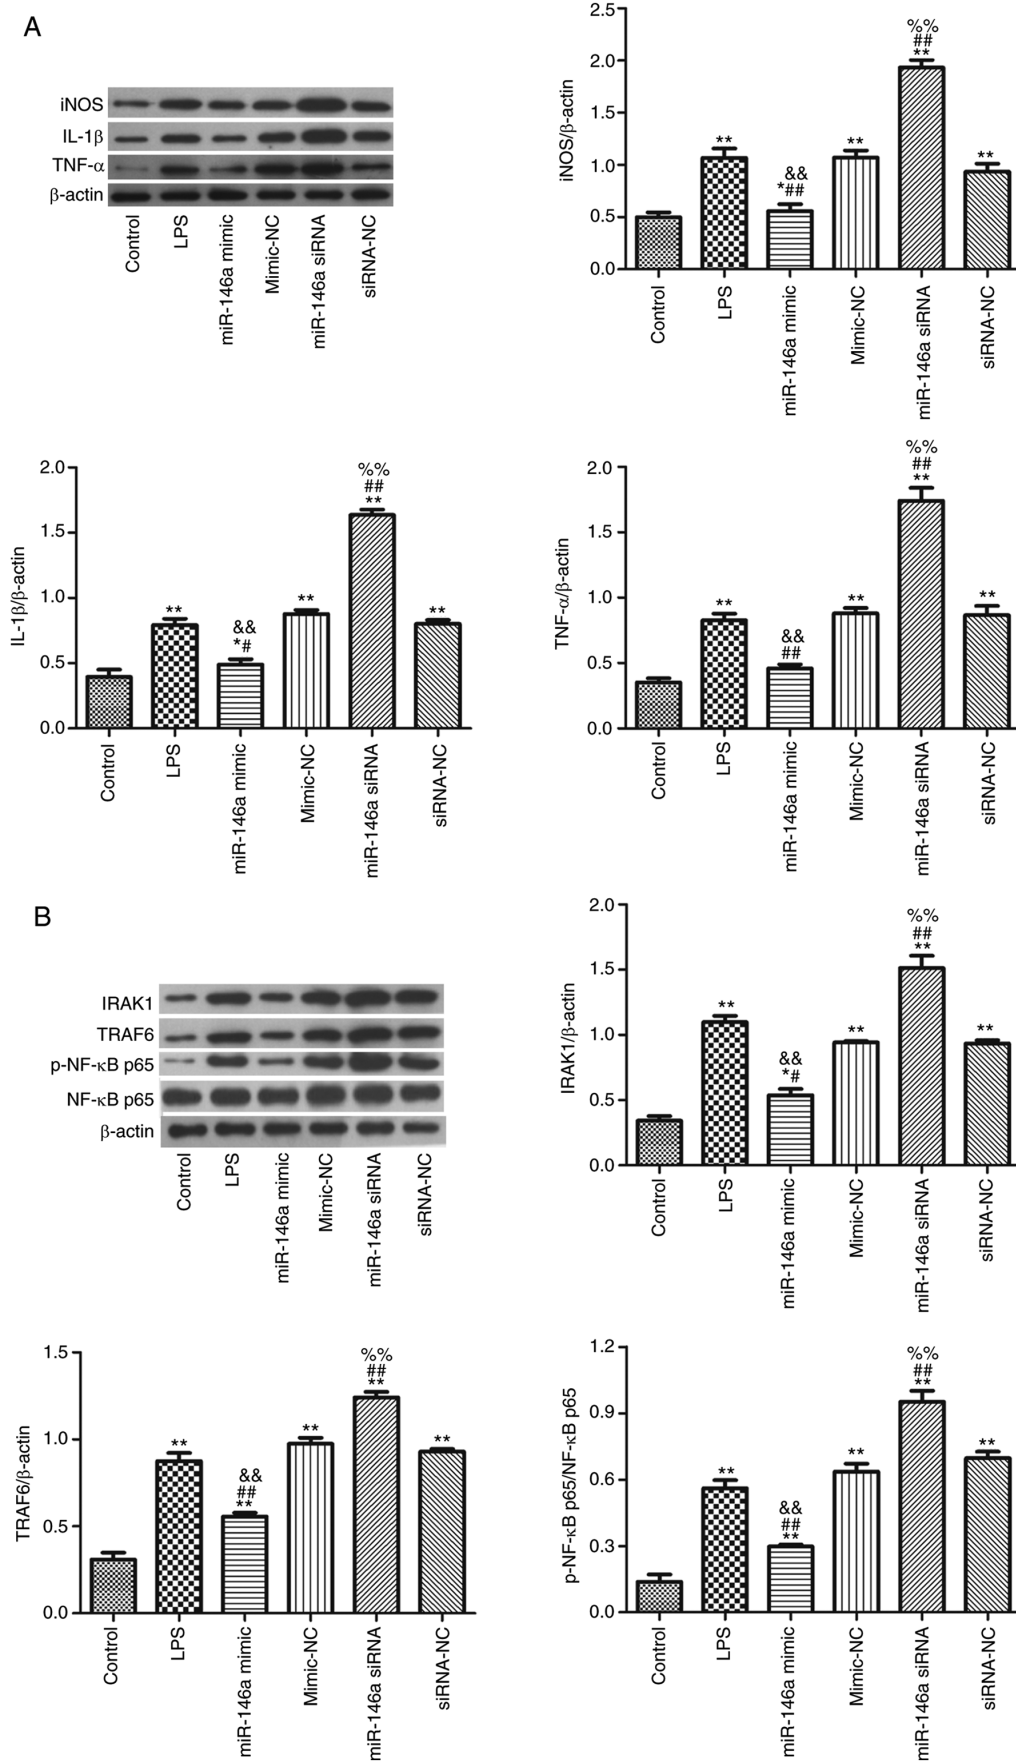 A
iNOS
IL-1β
TNF-α
β-actin
Control
LPS
miR-146a mimic
Mimic-NC
miR-146a siRNA
siRNA-NC
iNOS/β-actin
2.5
2.0
1.5
1.0
0.5
0.0
**
&&
*##
**
%%
##
**
**
Control
LPS
miR-146a mimic
Mimic-NC
miR-146a siRNA
siRNA-NC
IL-1β/β-actin
2.0
1.5
1.0
0.5
0.0
**
&&
*#
**
%%
##
**
**
Control
LPS
miR-146a mimic
Mimic-NC
miR-146a siRNA
siRNA-NC
TNF-α/β-actin
2.0
1.5
1.0
0.5
0.0
**
&&
##
**
%%
##
**
**
Control
LPS
miR-146a mimic
Mimic-NC
miR-146a siRNA
siRNA-NC
B
IRAK1
TRAF6
p-NF-κB p65
NF-κB p65
β-actin
Control
LPS
miR-146a mimic
Mimic-NC
miR-146a siRNA
siRNA-NC
IRAK1/β-actin
2.0
1.5
1.0
0.5
0.0
**
&&
*#
**
%%
##
**
**
Control
LPS
miR-146a mimic
Mimic-NC
miR-146a siRNA
siRNA-NC
TRAF6/β-actin
1.5
1.0
0.5
0.0
**
&&
##
**
**
%%
##
**
**
Control
LPS
miR-146a mimic
Mimic-NC
miR-146a siRNA
siRNA-NC
p-NF-κB p65/NF-κB p65
1.2
0.9
0.6
0.3
0.0
**
&&
##
**
**
%%
##
**
**
Control
LPS
miR-146a mimic
Mimic-NC
miR-146a siRNA
siRNA-NC